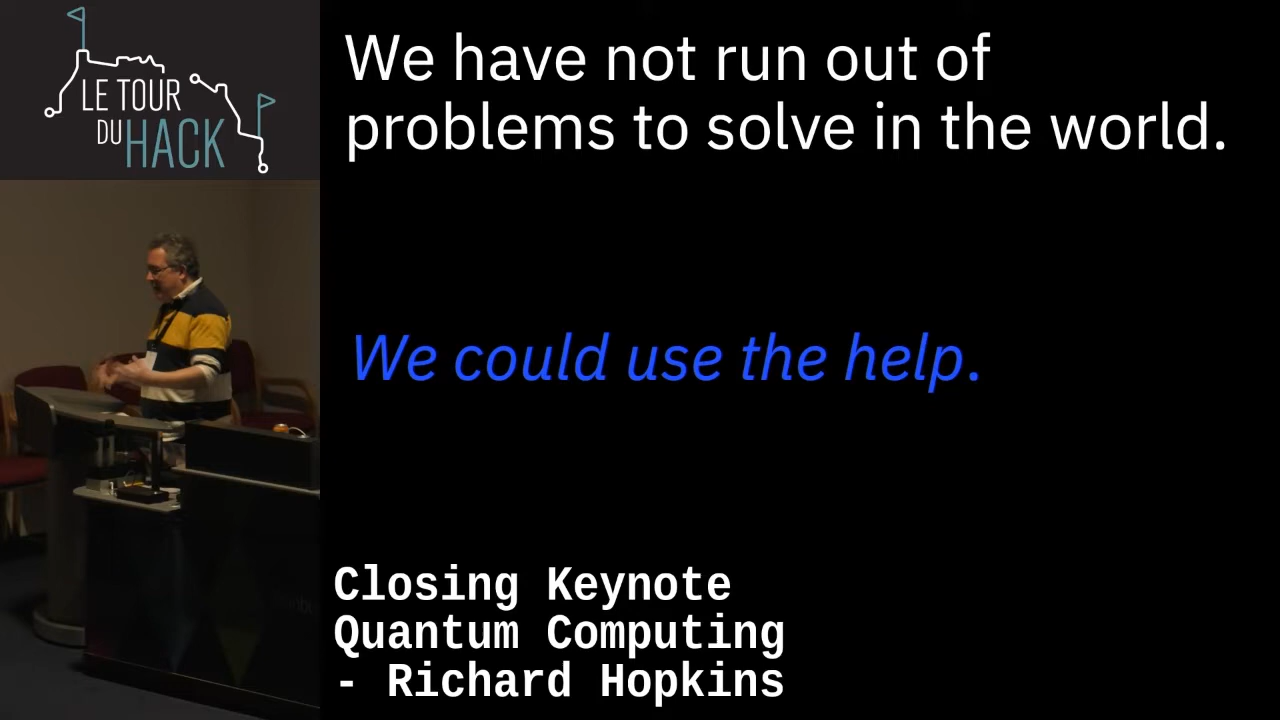 LE TOUR
DU HACK
We have not run out of
problems to solve in the world.
We could use the help.
Closing Keynote
Quantum Computing
- Richard Hopkins